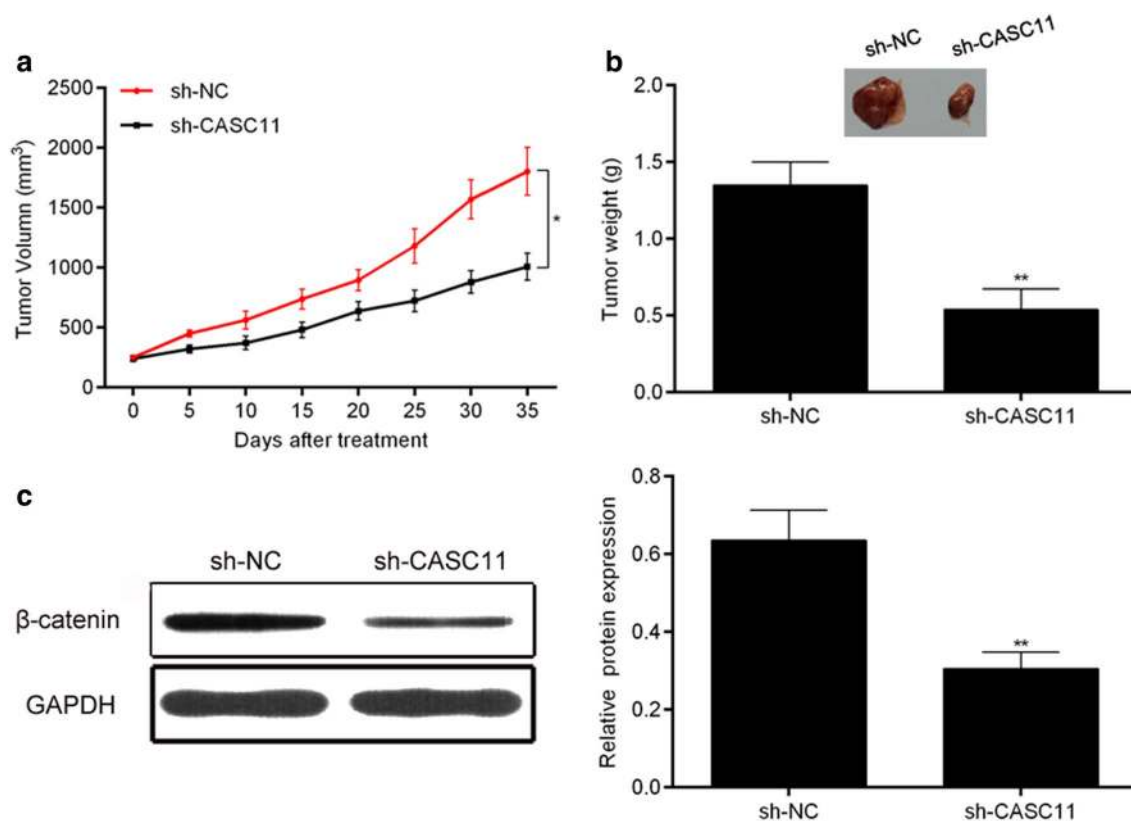 a
2500
2000
1500
1000
500
0
Tumor Volumn (mm³)
sh-NC
sh-CASC11
*
0 5 10 15 20 25 30 35
Days after treatment
b
sh-NC sh-CASC11
2.0
1.5
1.0
0.5
0.0
Tumor weight (g)
**
sh-NC sh-CASC11
c
sh-NC sh-CASC11
β-catenin
GAPDH
0.8
0.6
0.4
0.2
0.0
Relative protein expression
**
sh-NC sh-CASC11